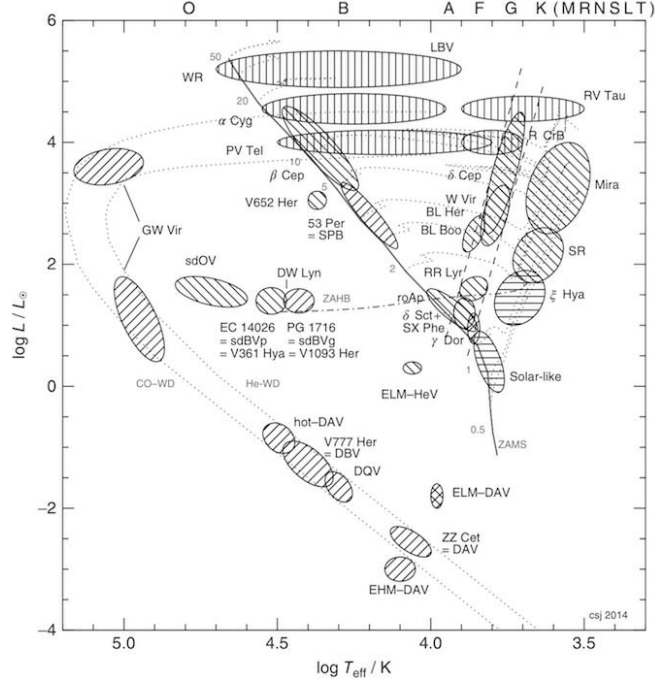 O B A F G K ( M R N S L T )
6
4
2
0
−2
−4
log L / L☉
5.0 4.5 4.0 3.5
log Teff / K
50
LBV
WR
20
RV Tau
α Cyg
R CrB
PV Tel
10
β Cep
δ Cep
5
Mira
V652 Her
W Vir
BL Her
53 Per
= SPB
BL Boo
GW Vir
SR
sdOV
DW Lyn
2
RR Lyr
ZAHB
roAp
ξ Hya
EC 14026
= sdBVp
= V361 Hya
PG 1716
= sdBVg
= V1093 Her
δ Sct+
SX Phe
γ Dor
1
CO–WD
He-WD
ELM–HeV
Solar–like
hot–DAV
0.5
ZAMS
V777 Her
= DBV
DQV
ELM–DAV
ZZ Cet
= DAV
EHM–DAV
csj 2014